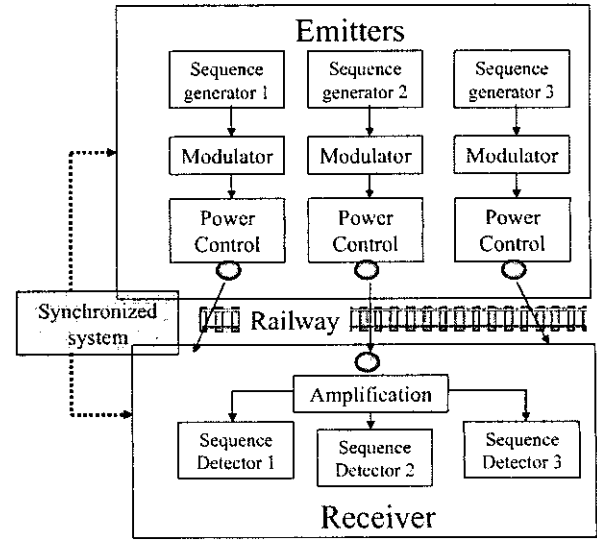 Emitters
Sequence
generator 1
Sequence
generator 2
Sequence
generator 3
Modulator
Modulator
Modulator
Power
Control
Power
Control
Power
Control
Synchronized
system
Railway
Amplification
Sequence
Detector 1
Sequence
Detector 2
Sequence
Detector 3
Receiver